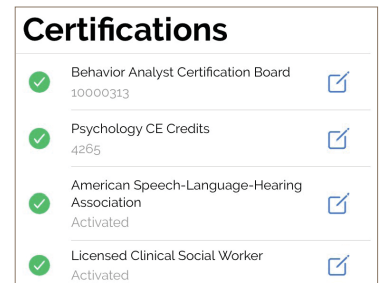 Certifications
Behavior Analyst Certification Board
10000313
Psychology CE Credits
4265
American Speech-Language-Hearing
Association
Activated
Licensed Clinical Social Worker
Activated